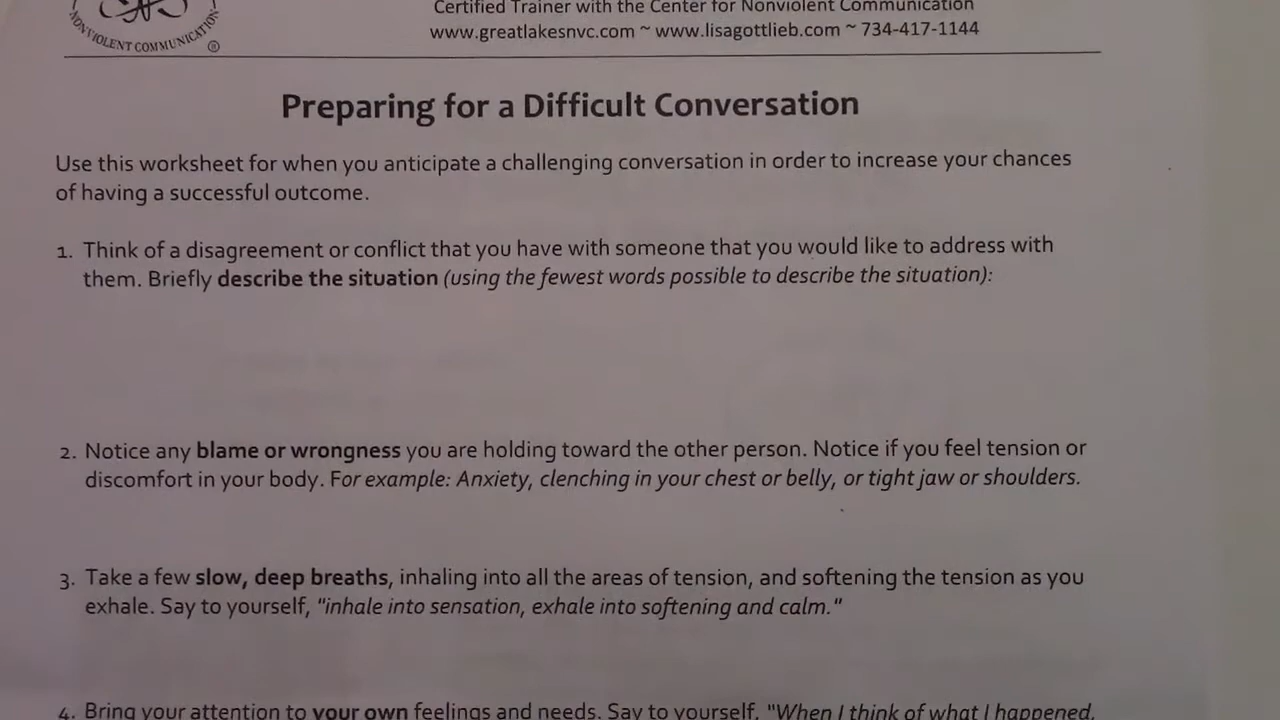 Certified Trainer with the Center for Nonviolent Communication
NONVIOLENT COMMUNICATION ®
www.greatlakesnvc.com ~ www.lisagottlieb.com ~ 734-417-1144
Preparing for a Difficult Conversation
Use this worksheet for when you anticipate a challenging conversation in order to increase your chances
of having a successful outcome.
1. Think of a disagreement or conflict that you have with someone that you would like to address with
them. Briefly describe the situation (using the fewest words possible to describe the situation):
2. Notice any blame or wrongness you are holding toward the other person. Notice if you feel tension or
discomfort in your body. For example: Anxiety, clenching in your chest or belly, or tight jaw or shoulders.
3. Take a few slow, deep breaths, inhaling into all the areas of tension, and softening the tension as you
exhale. Say to yourself, "inhale into sensation, exhale into softening and calm."
4. Bring your attention to your own feelings and needs. Say to yourself, "When I think of what I happened,